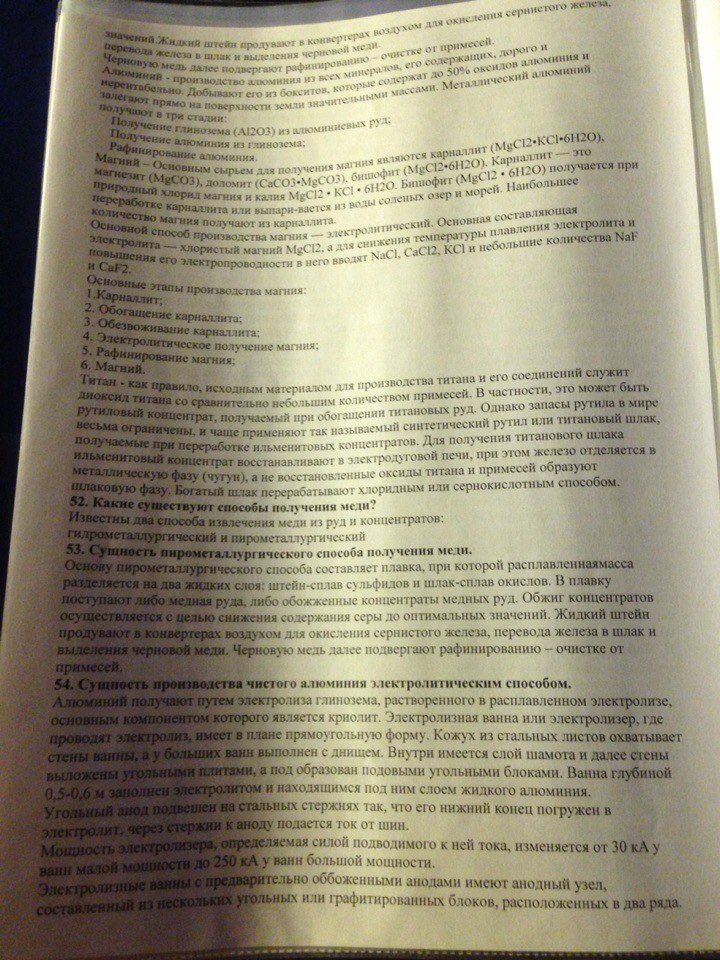 значений.Жидкий штейн продувают в конвертерах воздухом для окисления сернистого железа,
перевода железа в шлак и выделения черновой меди.
Черновую медь далее подвергают рафинированию – очистке от примесей.
Алюминий - производство алюминия из всех минералов, его содержащих, дорого и
нерентабельно. Добывают его из бокситов, которые содержат до 50% оксидов алюминия и
залегают прямо на поверхности земли значительными массами. Металлический алюминий
получают в три стадии:
Получение глинозема (Al2O3) из алюминиевых руд;
Получение алюминия из глинозема;
Рафинирование алюминия.
Магний – Основным сырьем для получения магния являются карналлит (MgCl2•KCl•6H2O),
магнезит (MgCO3), доломит (CaCO3•MgCO3), бишофит (MgCl2•6H2O). Карналлит — это
природный хлорид магния и калия MgCl2 • KCl • 6H2O. Бишофит (MgCl2 • 6H2O) получается при
переработке карналлита или выпари-вается из воды соленых озер и морей. Наибольшее
количество магния получают из карналлита.
Основной способ производства магния — электролитический. Основная составляющая
электролита — хлористый магний MgCl2, а для снижения температуры плавления электролита и
повышения его электропроводности в него вводят NaCl, CaCl2, KCl и небольшие количества NaF
и CaF2.
Основные этапы производства магния:
1.Карналлит;
2. Обогащение карналлита;
3. Обезвоживание карналлита;
4. Электролитическое получение магния;
5. Рафинирование магния;
6. Магний.
Титан - как правило, исходным материалом для производства титана и его соединений служит
диоксид титана со сравнительно небольшим количеством примесей. В частности, это может быть
рутиловый концентрат, получаемый при обогащении титановых руд. Однако запасы рутила в мире
весьма ограничены, и чаще применяют так называемый синтетический рутил или титановый шлак,
получаемые при переработке ильменитовых концентратов. Для получения титанового шлака
ильменитовый концентрат восстанавливают в электродуговой печи, при этом железо отделяется в
металлическую фазу (чугун), а не восстановленные оксиды титана и примесей образуют
шлаковую фазу. Богатый шлак перерабатывают хлоридным или сернокислотным способом.
52. Какие существуют способы получения меди?
Известны два способа извлечения меди из руд и концентратов:
гидрометаллургический и пирометаллургический
53. Сущность пирометаллургического способа получения меди.
Основу пирометаллургического способа составляет плавка, при которой расплавленнаямасса
разделяется на два жидких слоя: штейн-сплав сульфидов и шлак-сплав окислов. В плавку
поступают либо медная руда, либо обожженные концентраты медных руд. Обжиг концентратов
осуществляется с целью снижения содержания серы до оптимальных значений. Жидкий штейн
продувают в конвертерах воздухом для окисления сернистого железа, перевода железа в шлак и
выделения черновой меди. Черновую медь далее подвергают рафинированию – очистке от
примесей.
54. Сущность производства чистого алюминия электролитическим способом.
Алюминий получают путем электролиза глинозема, растворенного в расплавленном электролизе,
основным компонентом которого является криолит. Электролизная ванна или электролизер, где
проводят электролиз, имеет в плане прямоугольную форму. Кожух из стальных листов охватывает
стены ванны, а у больших ванн выполнен с днищем. Внутри имеется слой шамота и далее стены
выложены угольными плитами, а под образован подовыми угольными блоками. Ванна глубиной
0,5-0,6 м заполнен электролитом и находящимся под ним слоем жидкого алюминия.
Угольный анод подвешен на стальных стержнях так, что его нижний конец погружен в
электролит, через стержни к аноду подается ток от шин.
Мощность электролизера, определяемая силой подводимого к ней тока, изменяется от 30 кА у
ванн малой мощности до 250 кА у ванн большой мощности.
Электролизные ванны с предварительно оббоженными анодами имеют анодный узел,
составленный из нескольких угольных или графитированных блоков, расположенных в два ряда.